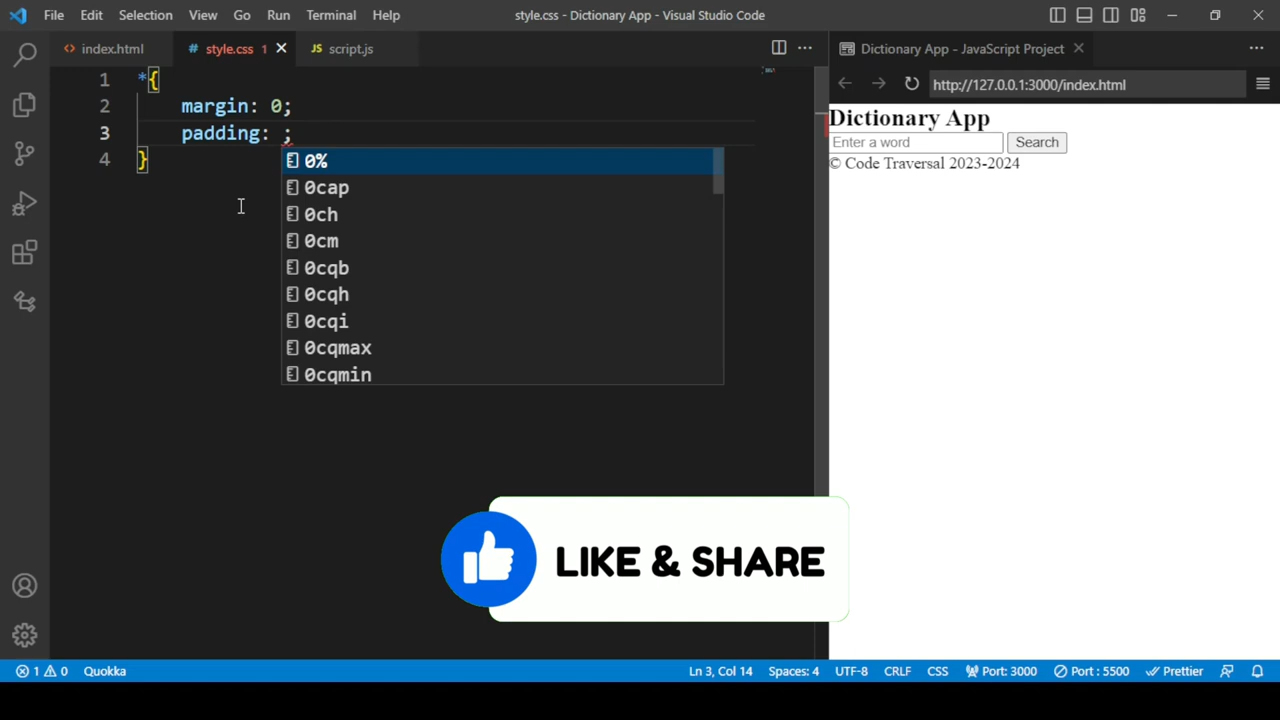 File Edit Selection View Go Run Terminal Help
style.css - Dictionary App - Visual Studio Code
index.html
# style.css 1
JS script.js
1 *{
2 margin: 0;
3 padding: ;
4 }
0%
0cap
0ch
0cm
0cqb
0cqh
0cqi
0cqmax
0cqmin
Dictionary App - JavaScript Project
http://127.0.0.1:3000/index.html
Dictionary App
Enter a word Search
© Code Traversal 2023-2024
LIKE & SHARE
1 0 Quokka Ln 3, Col 14 Spaces: 4 UTF-8 CRLF CSS Port: 3000 Port : 5500 Prettier